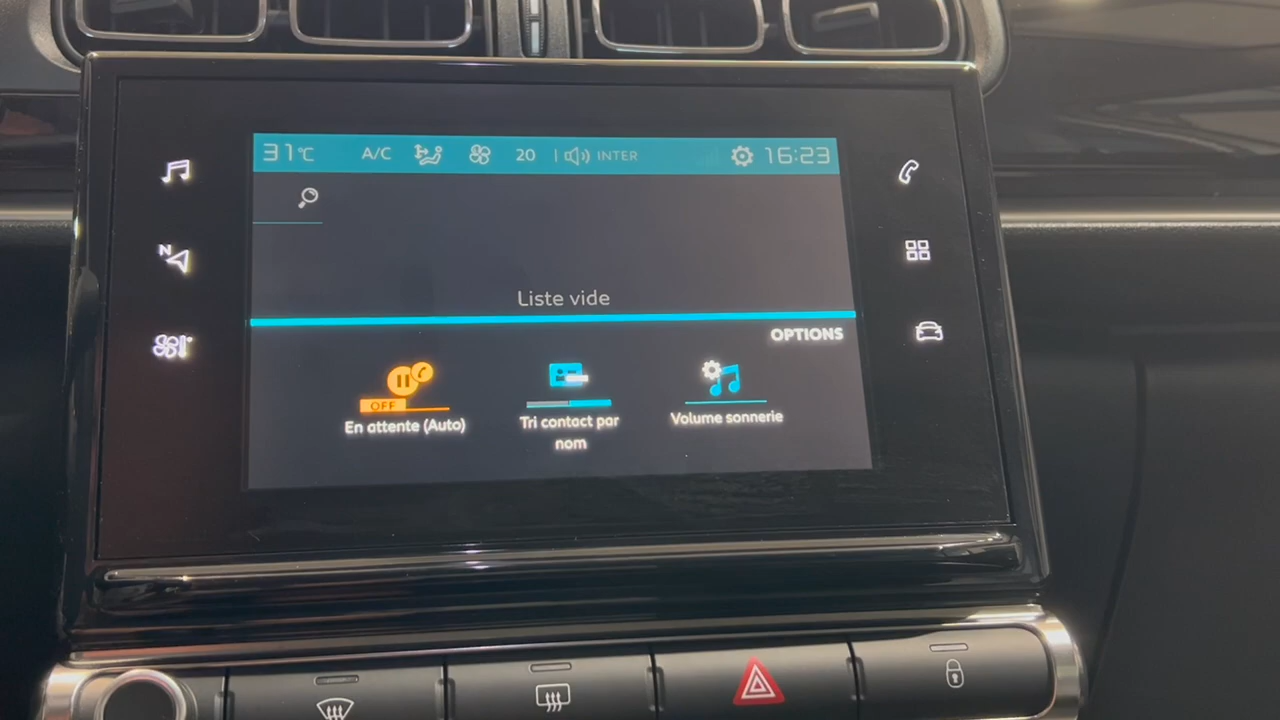 31°C A/C 20 INTER 16:23
N
Liste vide
OPTIONS
OFF
En attente (Auto)
Tri contact par
nom
Volume sonnerie